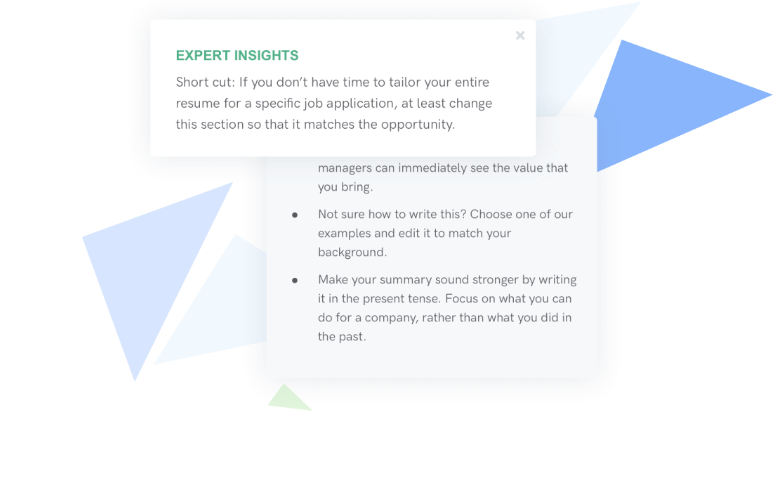 EXPERT INSIGHTS
Short cut: If you don’t have time to tailor your entire
resume for a specific job application, at least change
this section so that it matches the opportunity.
managers can immediately see the value that
you bring.
● Not sure how to write this? Choose one of our
examples and edit it to match your
background.
● Make your summary sound stronger by writing
it in the present tense. Focus on what you can
do for a company, rather than what you did in
the past.